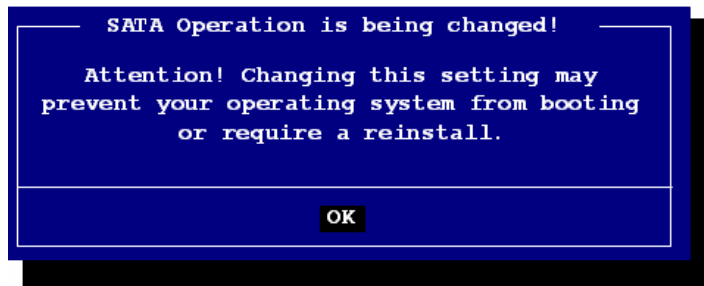 SATA Operation is being changed!
Attention! Changing this setting may
prevent your operating system from booting
or require a reinstall.
OK